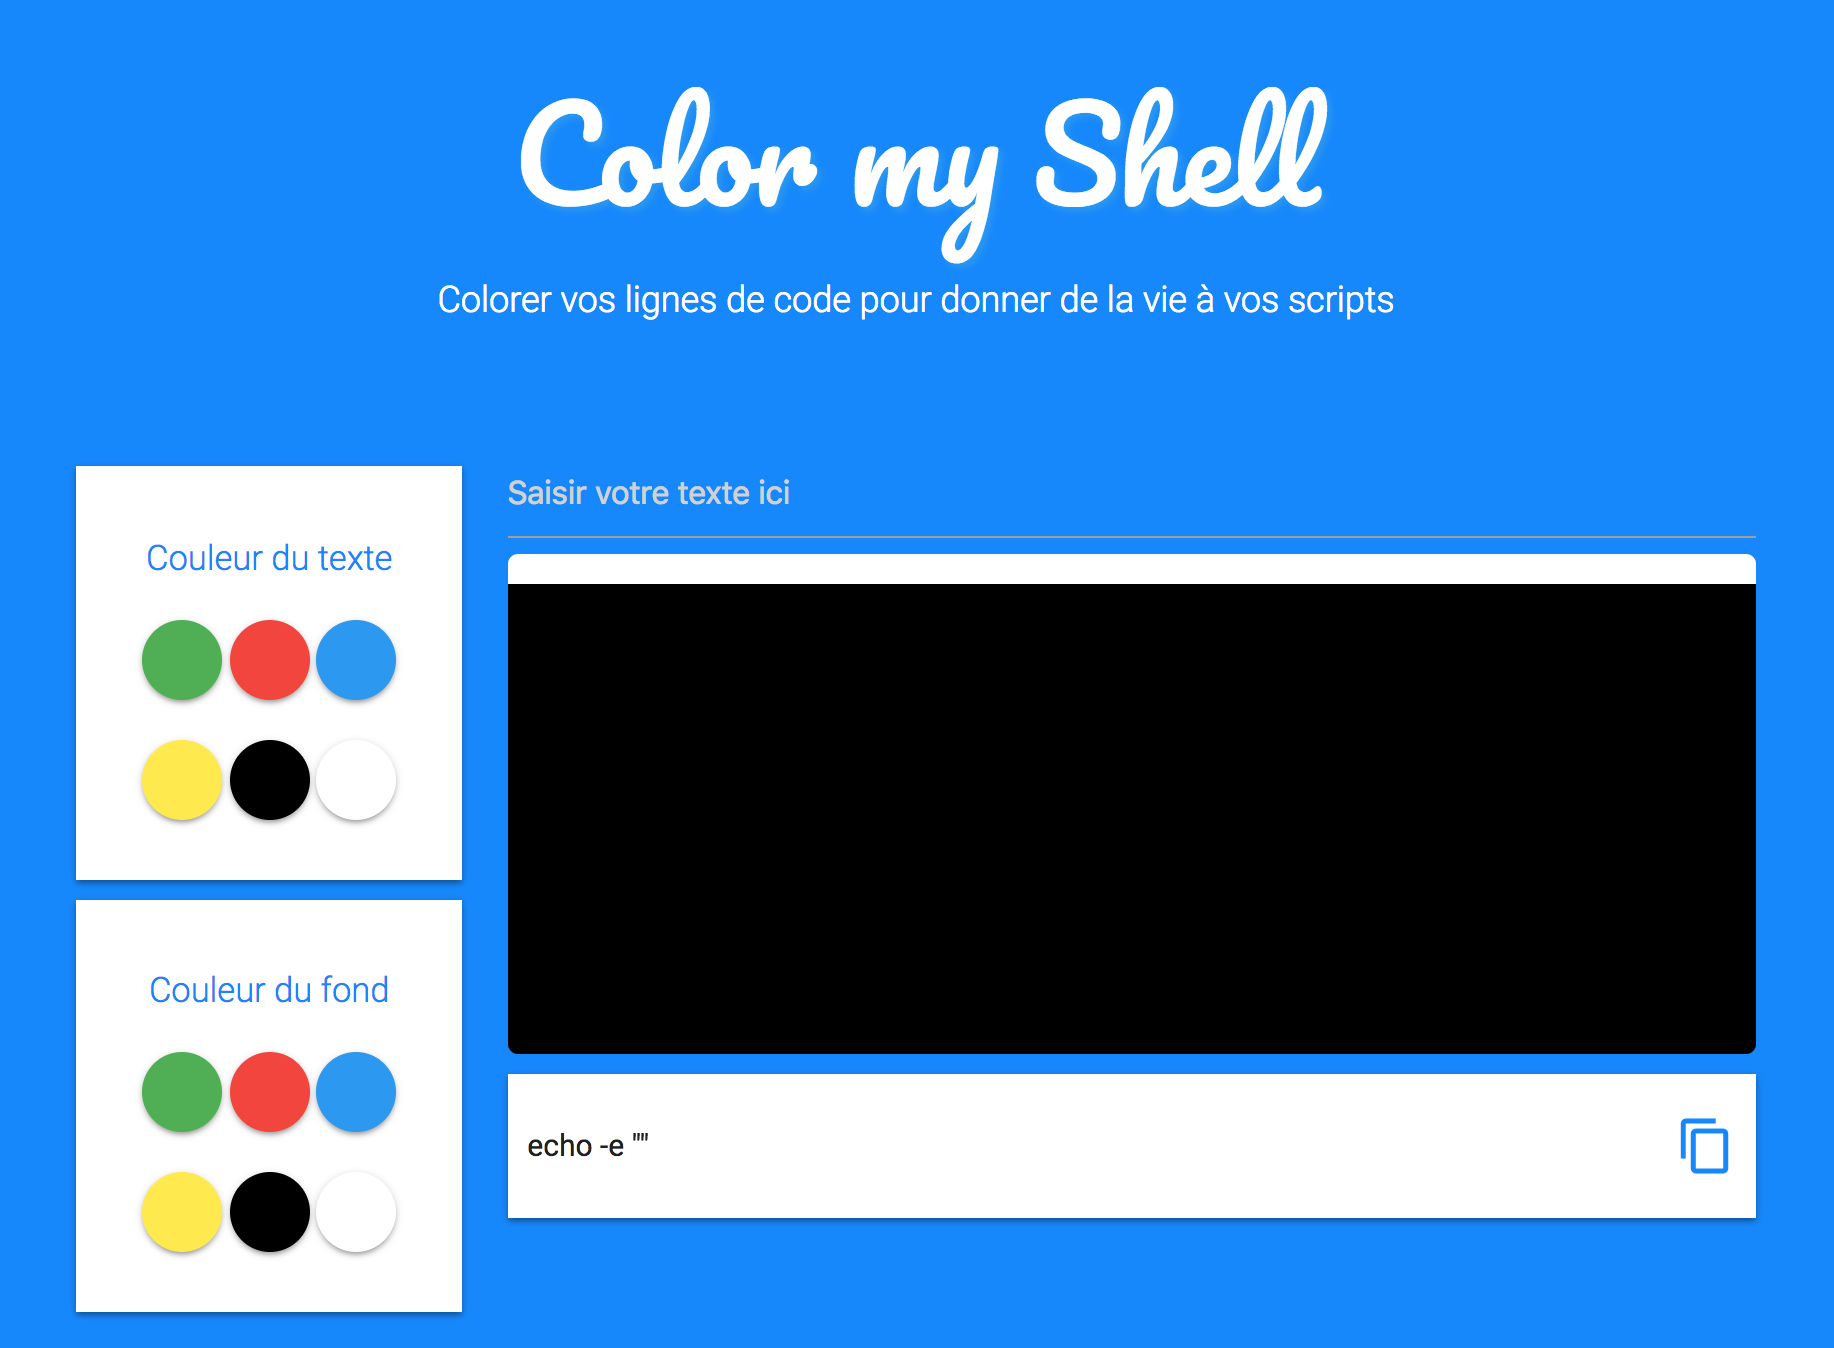 Color my Shell
Colorer vos lignes de code pour donner de la vie à vos scripts
Couleur du texte
Saisir votre texte ici
Couleur du fond
echo -e ""